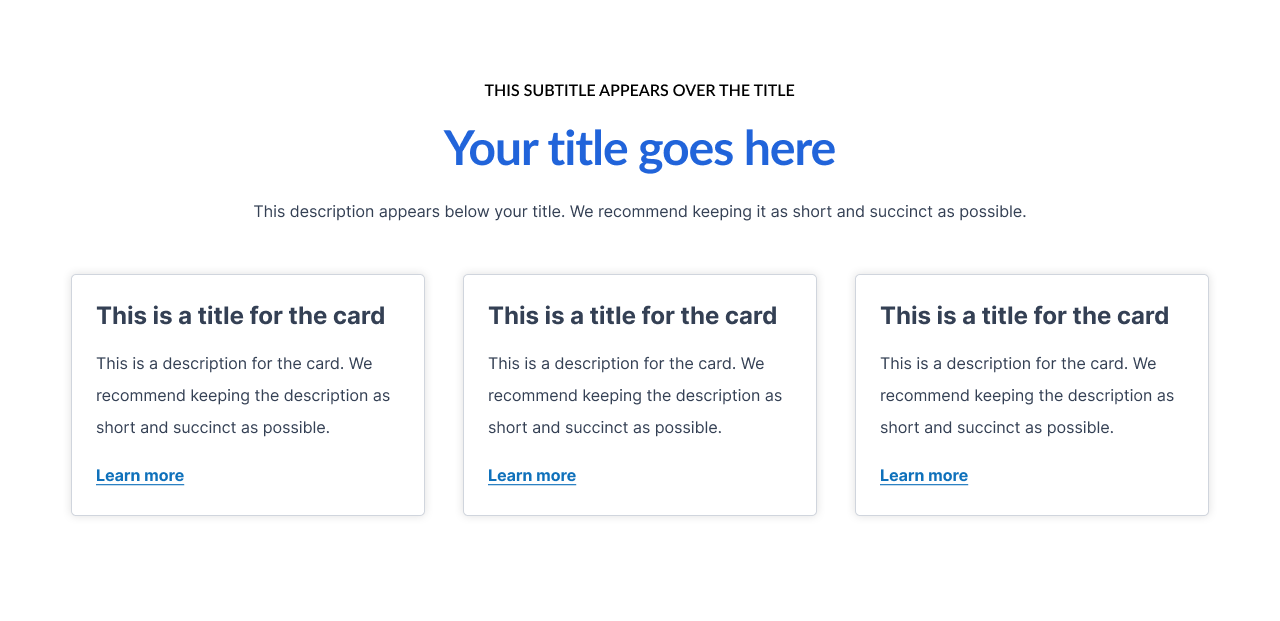 THIS SUBTITLE APPEARS OVER THE TITLE
Your title goes here
This description appears below your title. We recommend keeping it as short and succinct as possible.
This is a title for the card
This is a description for the card. We
recommend keeping the description as
short and succinct as possible.
Learn more
This is a title for the card
This is a description for the card. We
recommend keeping the description as
short and succinct as possible.
Learn more
This is a title for the card
This is a description for the card. We
recommend keeping the description as
short and succinct as possible.
Learn more